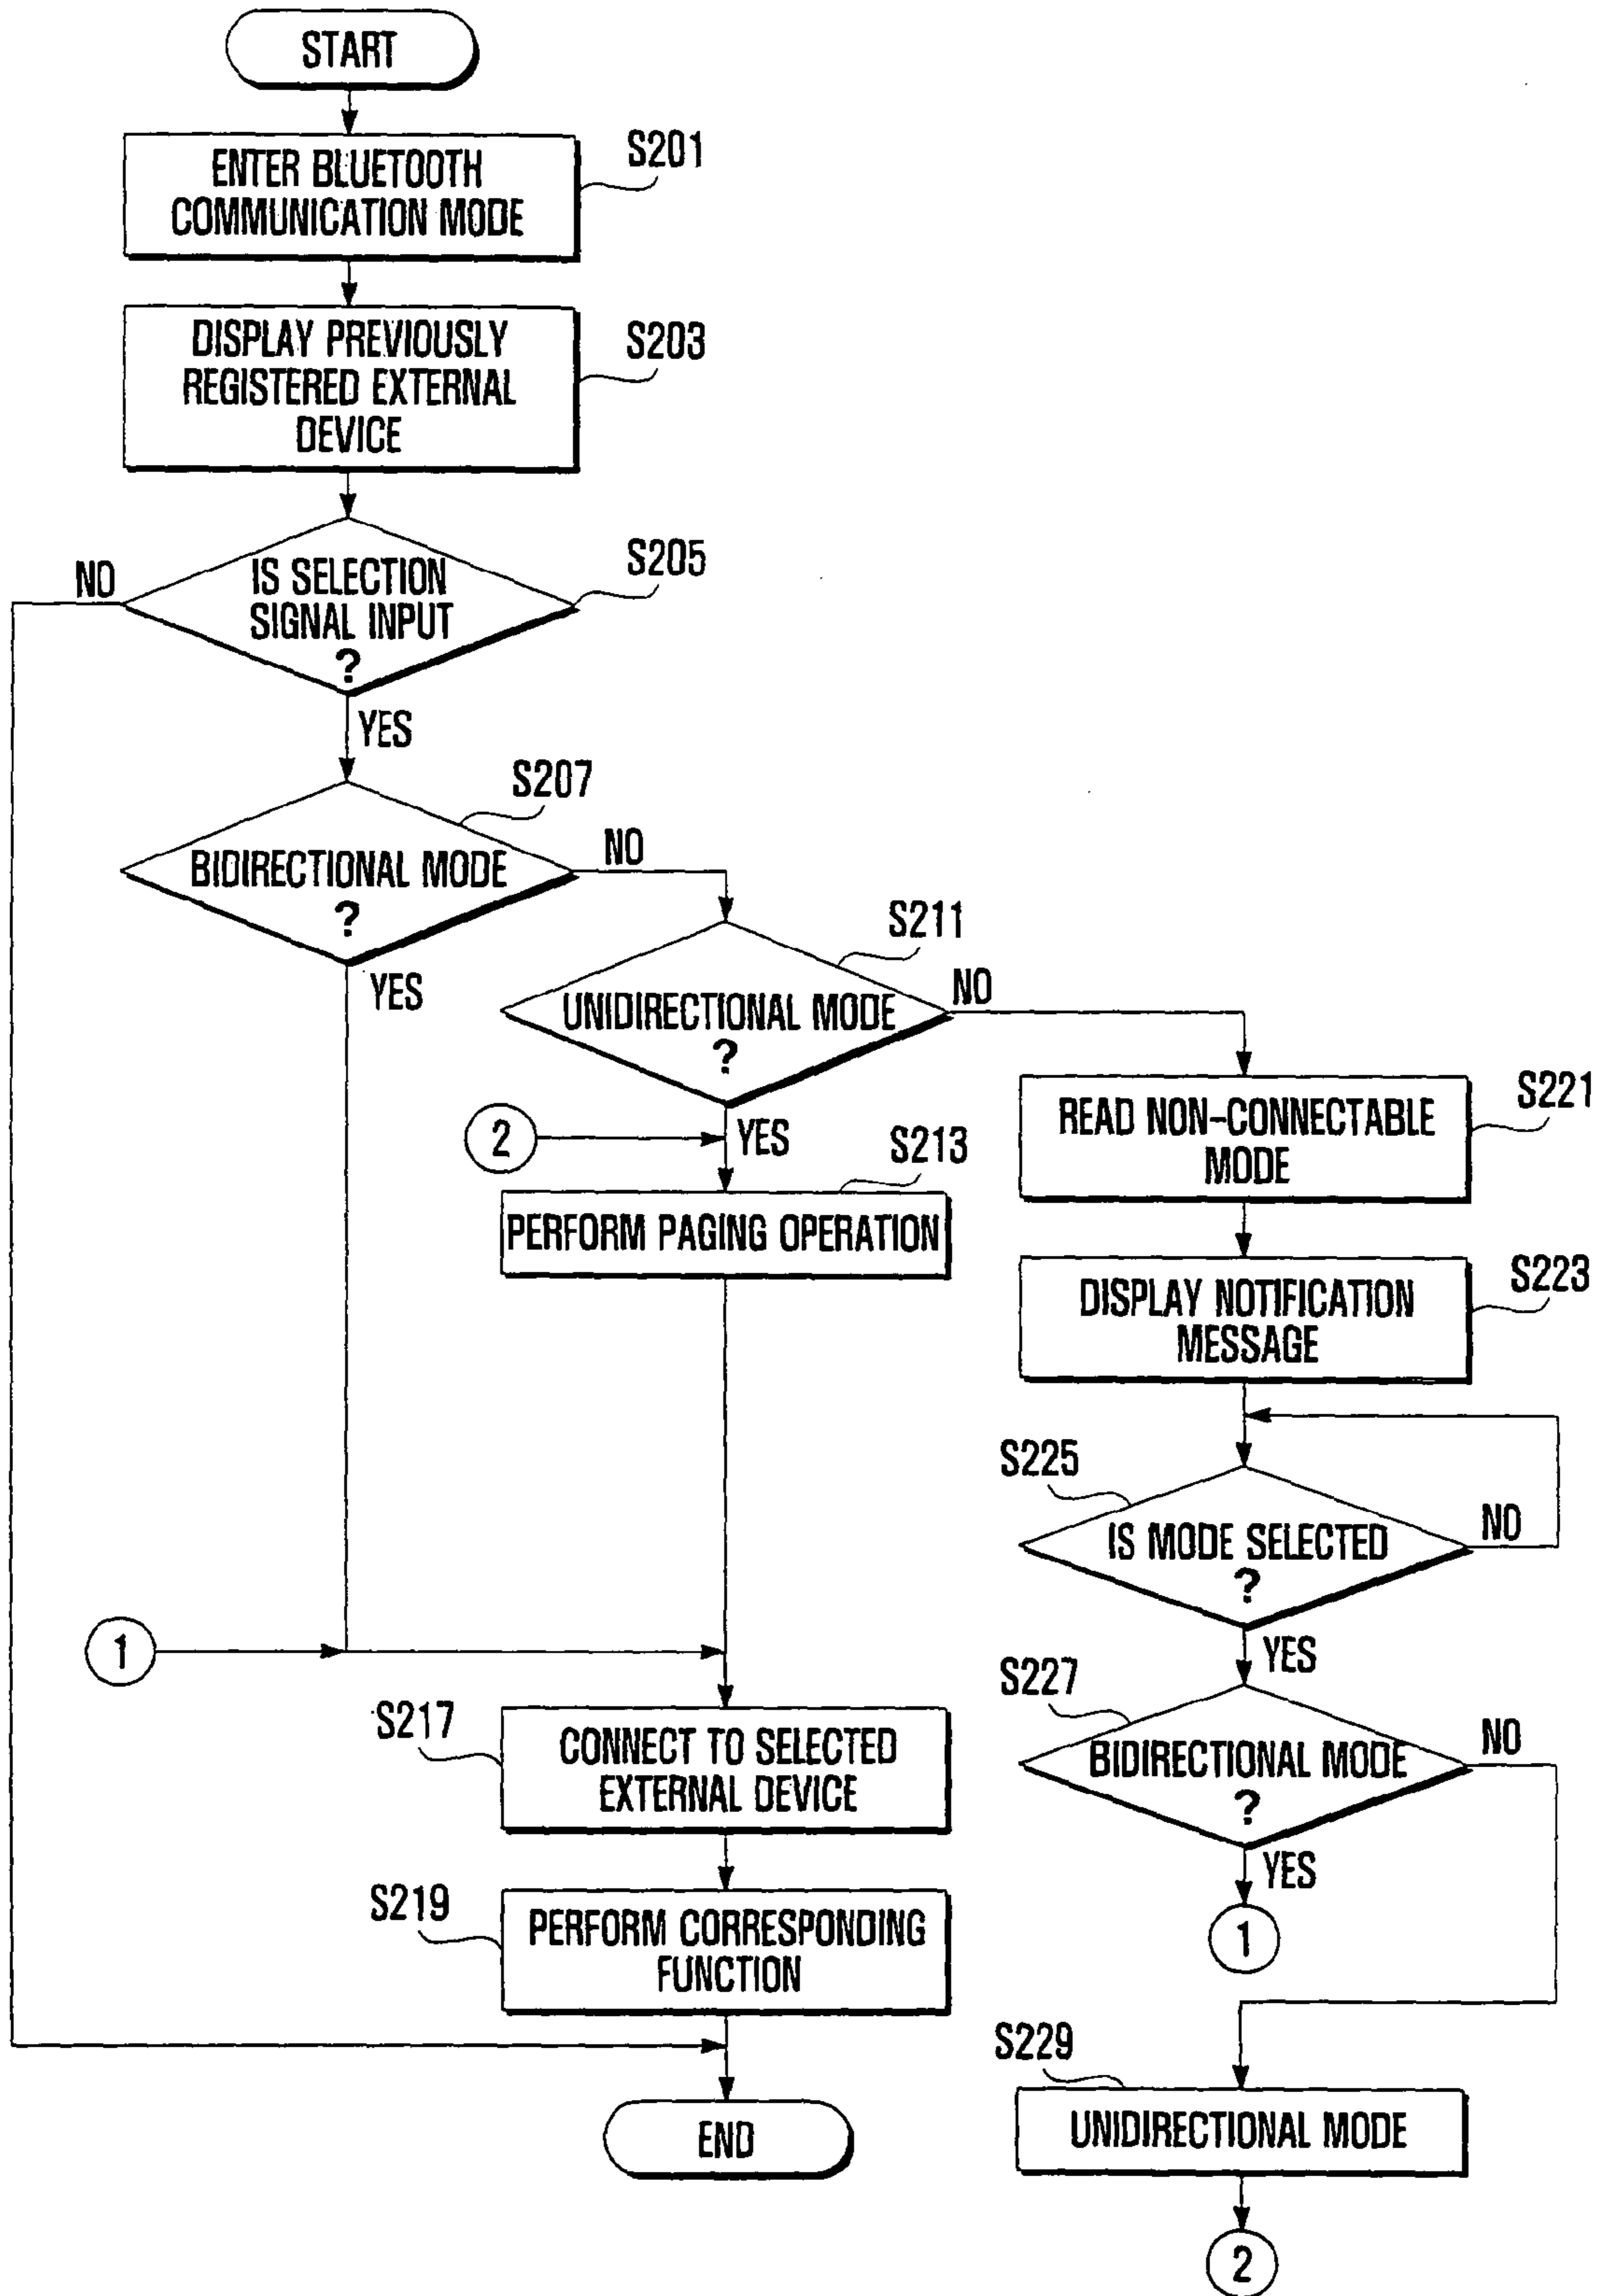 START
ENTER BLUETOOTH
COMMUNICATION MODE
S201
DISPLAY PREVIOUSLY
REGISTERED EXTERNAL
DEVICE
S203
IS SELECTION
SIGNAL INPUT
?
S205
NO
YES
BIDIRECTIONAL MODE
?
S207
NO
YES
UNIDIRECTIONAL MODE
?
S211
NO
YES
2
PERFORM PAGING OPERATION
S213
READ NON-CONNECTABLE
MODE
S221
DISPLAY NOTIFICATION
MESSAGE
S223
S225
IS MODE SELECTED
?
NO
YES
1
S217
CONNECT TO SELECTED
EXTERNAL DEVICE
S227
BIDIRECTIONAL MODE
?
NO
YES
1
S219
PERFORM CORRESPONDING
FUNCTION
END
S229
UNIDIRECTIONAL MODE
2